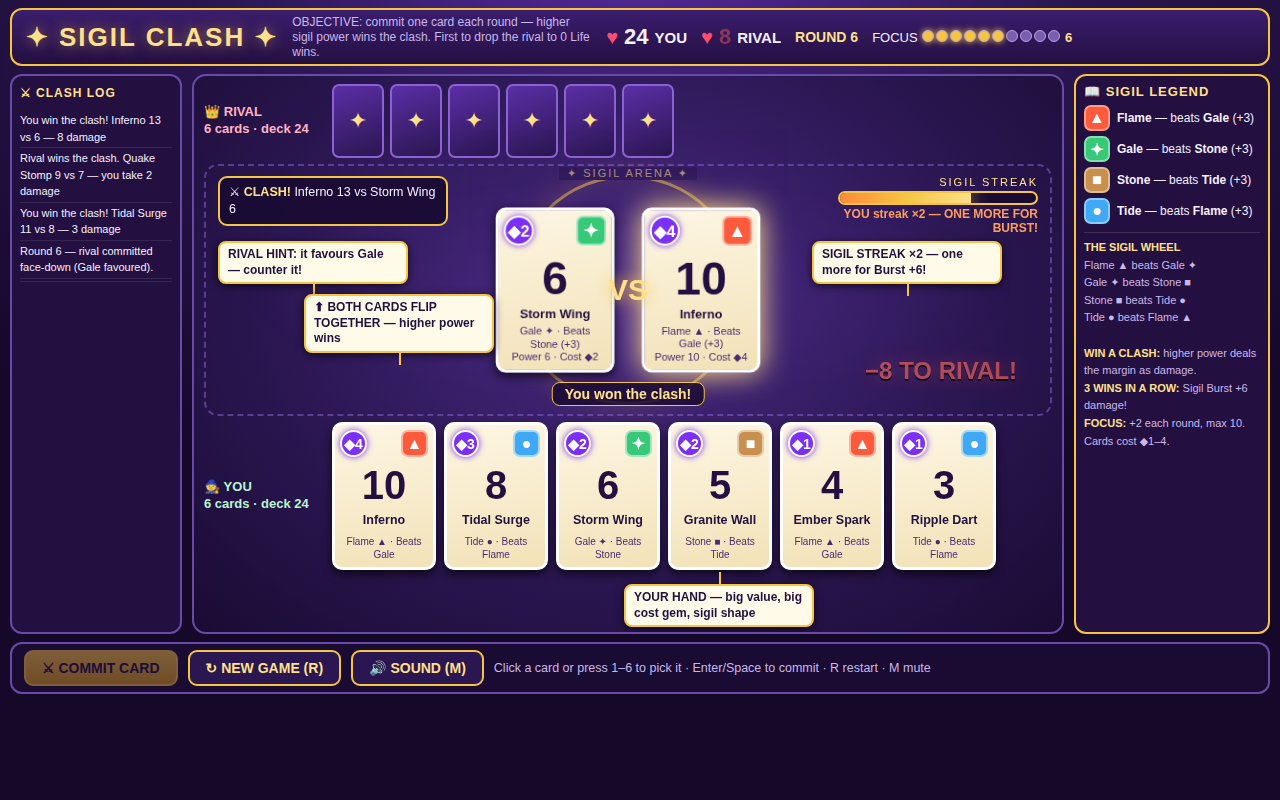 ✦ SIGIL CLASH ✦
OBJECTIVE: commit one card each round — higher
sigil power wins the clash. First to drop the rival to 0 Life
wins.
♥ 24 YOU ♥ 8 RIVAL ROUND 6 FOCUS 6
⚔ CLASH LOG
You win the clash! Inferno 13
vs 6 — 8 damage
Rival wins the clash. Quake
Stomp 9 vs 7 — you take 2
damage
You win the clash! Tidal Surge
11 vs 8 — 3 damage
Round 6 — rival committed
face-down (Gale favoured).
👑 RIVAL
6 cards · deck 24
✦ ✦ ✦ ✦ ✦ ✦
✦ SIGIL ARENA ✦
⚔ CLASH! Inferno 13 vs Storm Wing
6
RIVAL HINT: it favours Gale
— counter it!
⬆ BOTH CARDS FLIP
TOGETHER — higher power
wins
◆2 ✦
6
Storm Wing
Gale ✦ · Beats
Stone (+3)
Power 6 · Cost ◆2
VS
◆4 ▲
10
Inferno
Flame ▲ · Beats
Gale (+3)
Power 10 · Cost ◆4
You won the clash!
SIGIL STREAK
YOU streak ×2 — ONE MORE FOR
BURST!
SIGIL STREAK ×2 — one
more for Burst +6!
−8 TO RIVAL!
🧙 YOU
6 cards · deck 24
◆4 ▲
10
Inferno
Flame ▲ · Beats
Gale
◆3 ●
8
Tidal Surge
Tide ● · Beats
Flame
◆2 ✦
6
Storm Wing
Gale ✦ · Beats
Stone
◆2 ■
5
Granite Wall
Stone ■ · Beats
Tide
◆1 ▲
4
Ember Spark
Flame ▲ · Beats
Gale
◆1 ●
3
Ripple Dart
Tide ● · Beats
Flame
YOUR HAND — big value, big
cost gem, sigil shape
📖 SIGIL LEGEND
▲ Flame — beats Gale (+3)
✦ Gale — beats Stone (+3)
■ Stone — beats Tide (+3)
● Tide — beats Flame (+3)
THE SIGIL WHEEL
Flame ▲ beats Gale ✦
Gale ✦ beats Stone ■
Stone ■ beats Tide ●
Tide ● beats Flame ▲
WIN A CLASH: higher power deals
the margin as damage.
3 WINS IN A ROW: Sigil Burst +6
damage!
FOCUS: +2 each round, max 10.
Cards cost ◆1–4.
⚔ COMMIT CARD
↻ NEW GAME (R)
🔊 SOUND (M)
Click a card or press 1–6 to pick it · Enter/Space to commit · R restart · M mute